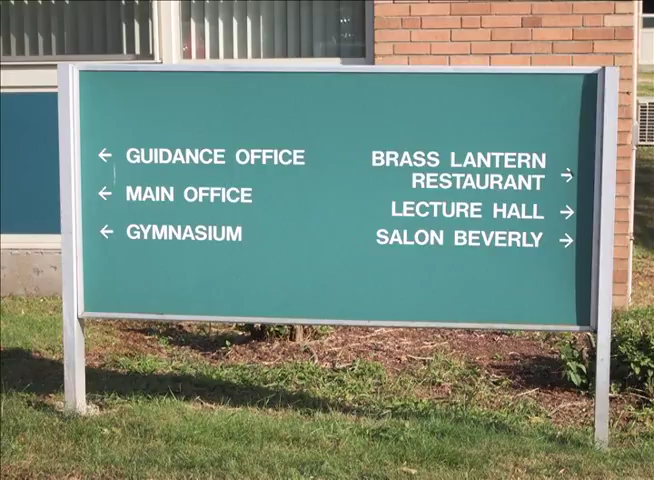 ← GUIDANCE OFFICE
← MAIN OFFICE
← GYMNASIUM
BRASS LANTERN
RESTAURANT →
LECTURE HALL →
SALON BEVERLY →